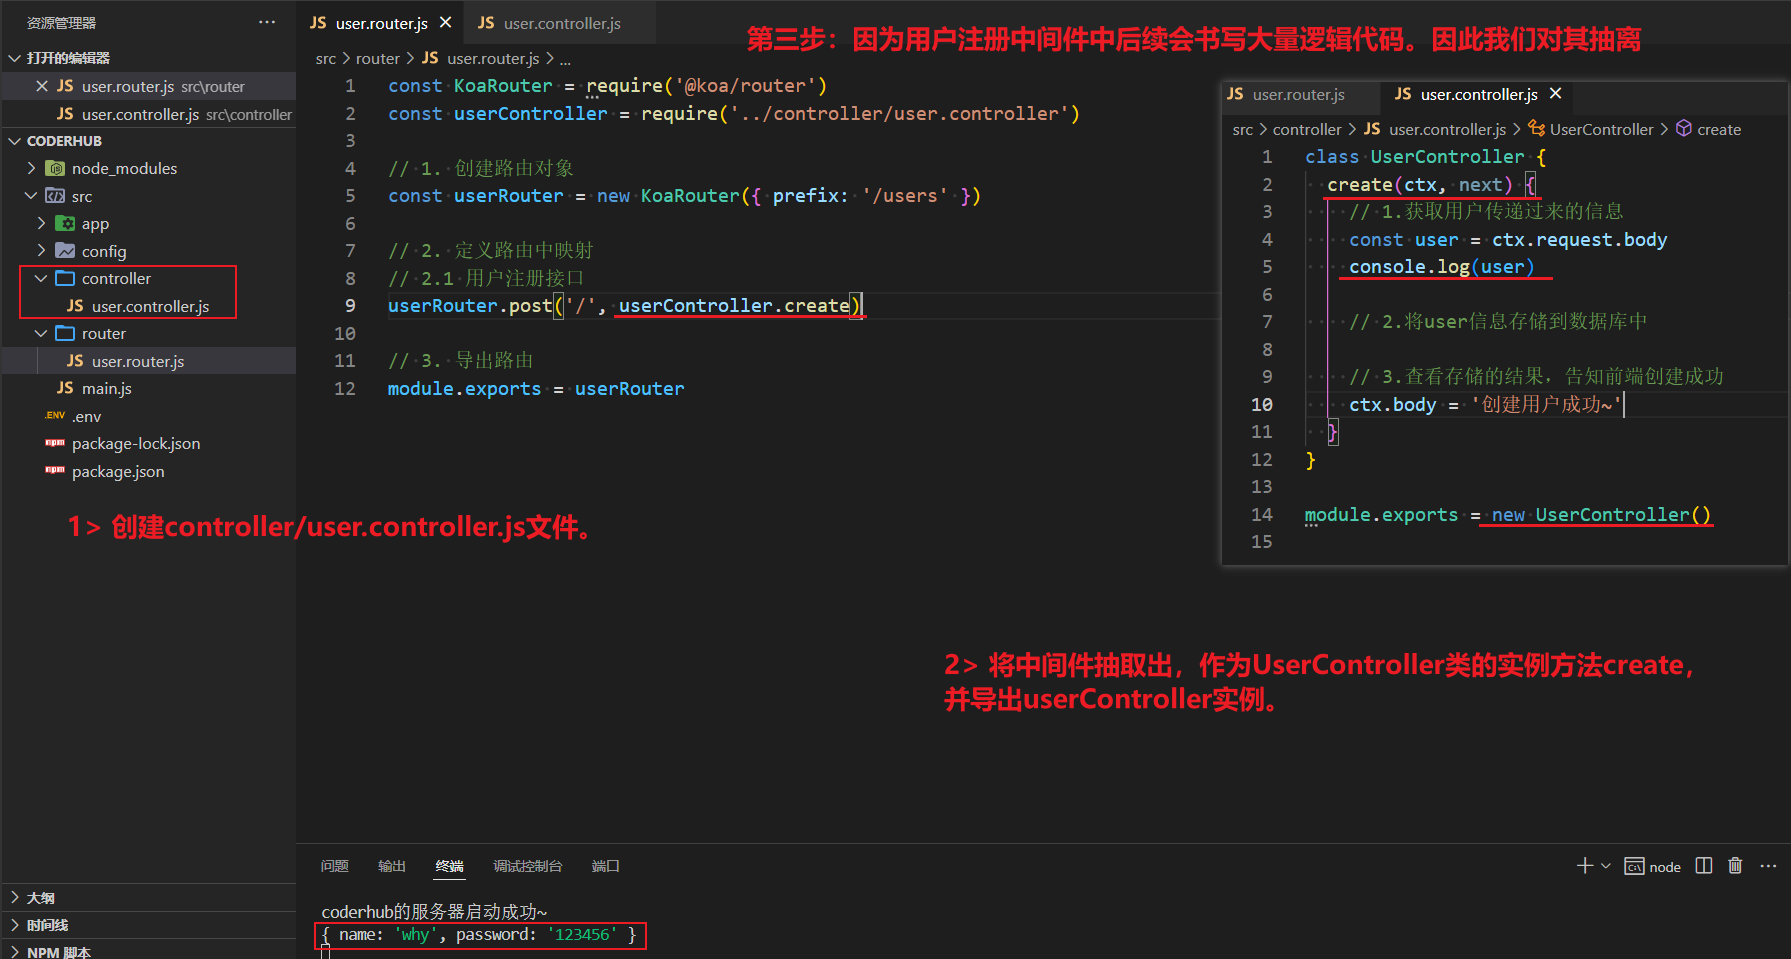 资源管理器 ···
打开的编辑器
JS user.router.js src\router
JS user.controller.js src\controller
CODERHUB
node_modules
src
app
config
controller
JS user.controller.js
router
JS user.router.js
JS main.js
.ENV .env
npm package-lock.json
npm package.json
大纲
时间线
NPM 脚本
JS user.router.js JS user.controller.js
src > router > JS user.router.js > ...
1 const KoaRouter = require('@koa/router')
2 const userController = require('../controller/user.controller')
3
4 // 1. 创建路由对象
5 const userRouter = new KoaRouter({ prefix: '/users' })
6
7 // 2. 定义路由中映射
8 // 2.1 用户注册接口
9 userRouter.post('/', userController.create)
10
11 // 3. 导出路由
12 module.exports = userRouter
第三步：因为用户注册中间件中后续会书写大量逻辑代码。因此我们对其抽离
JS user.router.js JS user.controller.js
src > controller > JS user.controller.js > UserController > create
1 class UserController {
2 create(ctx, next) {
3 // 1.获取用户传递过来的信息
4 const user = ctx.request.body
5 console.log(user)
6
7 // 2.将user信息存储到数据库中
8
9 // 3.查看存储的结果，告知前端创建成功
10 ctx.body = '创建用户成功~'
11 }
12 }
13
14 module.exports = new UserController()
15
1> 创建controller/user.controller.js文件。
2> 将中间件抽取出，作为UserController类的实例方法create，
并导出userController实例。
问题 输出 终端 调试控制台 端口 node ···
coderhub的服务器启动成功~
{ name: 'why', password: '123456' }